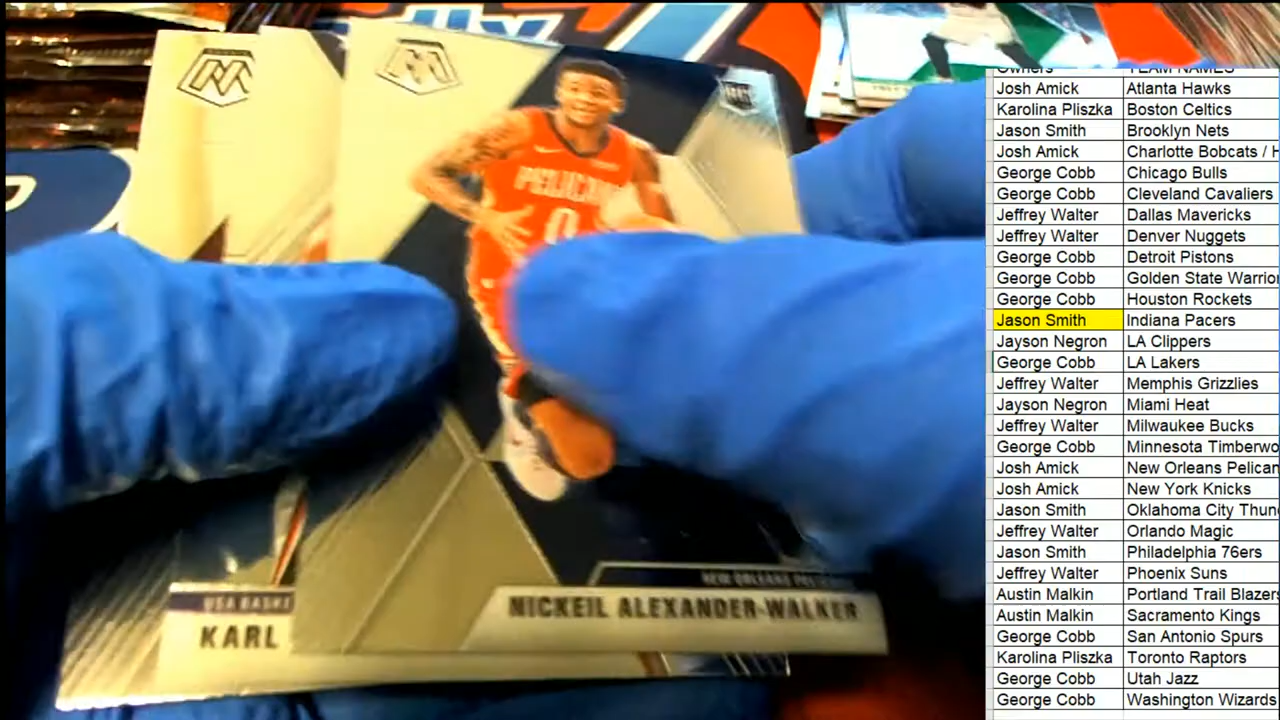 PELICAN
0
NEW ORLEANS PELICANS
NICKEIL ALEXANDER-WALKER
USA BASKE
KARL
Owners TEAM NAMES
Josh Amick Atlanta Hawks
Karolina Pliszka Boston Celtics
Jason Smith Brooklyn Nets
Josh Amick Charlotte Bobcats / H
George Cobb Chicago Bulls
George Cobb Cleveland Cavaliers
Jeffrey Walter Dallas Mavericks
Jeffrey Walter Denver Nuggets
George Cobb Detroit Pistons
George Cobb Golden State Warrior
George Cobb Houston Rockets
Jason Smith Indiana Pacers
Jayson Negron LA Clippers
George Cobb LA Lakers
Jeffrey Walter Memphis Grizzlies
Jayson Negron Miami Heat
Jeffrey Walter Milwaukee Bucks
George Cobb Minnesota Timberwo
Josh Amick New Orleans Pelican
Josh Amick New York Knicks
Jason Smith Oklahoma City Thun
Jeffrey Walter Orlando Magic
Jason Smith Philadelphia 76ers
Jeffrey Walter Phoenix Suns
Austin Malkin Portland Trail Blazers
Austin Malkin Sacramento Kings
George Cobb San Antonio Spurs
Karolina Pliszka Toronto Raptors
George Cobb Utah Jazz
George Cobb Washington Wizards